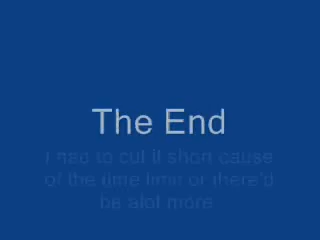 The End
I had to cut it short cause
of the time limit or there'd
be alot more